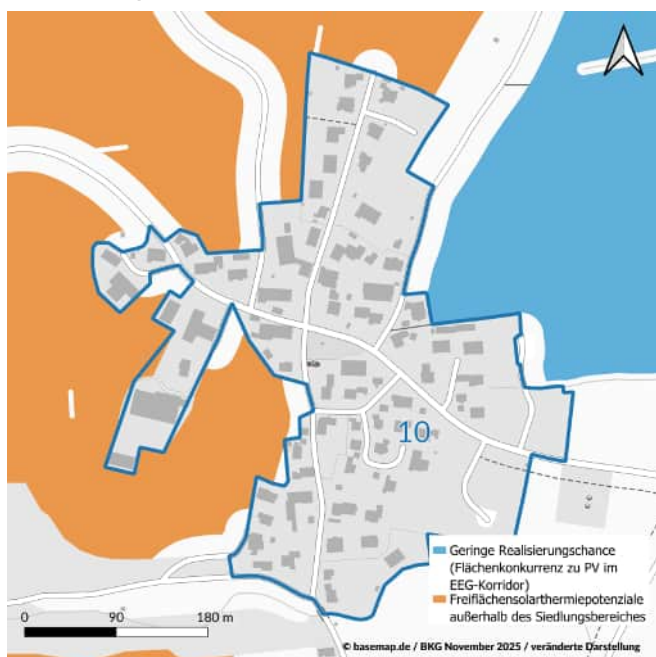 10
Geringe Realisierungschance
(Flächenkonkurrenz zu PV im
EEG-Korridor)
Freiflächensolarthermiepotenziale
außerhalb des Siedlungsbereiches
0 90 180 m
© basemap.de / BKG November 2025 / veränderte Darstellung